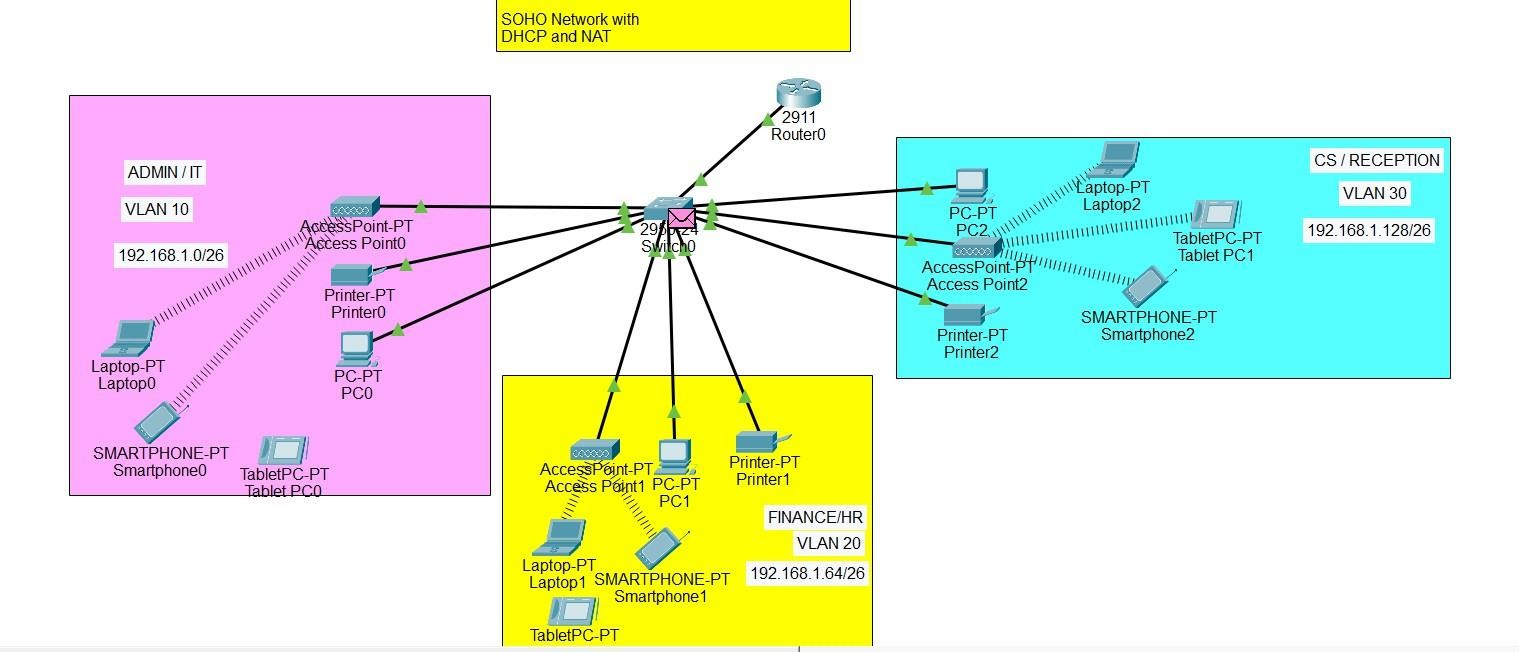 SOHO Network with
DHCP and NAT
2911
Router0
ADMIN / IT
VLAN 10
192.168.1.0/26
AccessPoint-PT
Access Point0
Printer-PT
Printer0
Laptop-PT
Laptop0
PC-PT
PC0
SMARTPHONE-PT
Smartphone0
TabletPC-PT
Tablet PC0
Switch0
CS / RECEPTION
VLAN 30
192.168.1.128/26
Laptop-PT
Laptop2
PC-PT
PC2
TabletPC-PT
Tablet PC1
AccessPoint-PT
Access Point2
SMARTPHONE-PT
Smartphone2
Printer-PT
Printer2
AccessPoint-PT
Access Point1
PC-PT
PC1
Printer-PT
Printer1
FINANCE/HR
VLAN 20
192.168.1.64/26
Laptop-PT
Laptop1
SMARTPHONE-PT
Smartphone1
TabletPC-PT